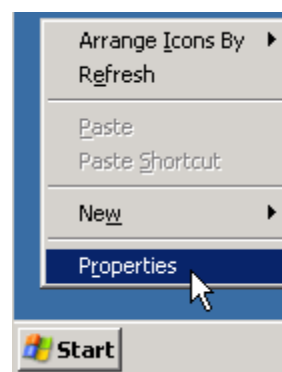 Arrange Icons By
Refresh
Paste
Paste Shortcut
New
Properties
Start